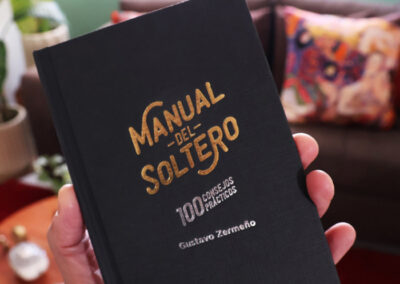 MANUAL
DEL
SOLTERO
100 CONSEJOS
PRÁCTICOS
Gustavo Zermeño